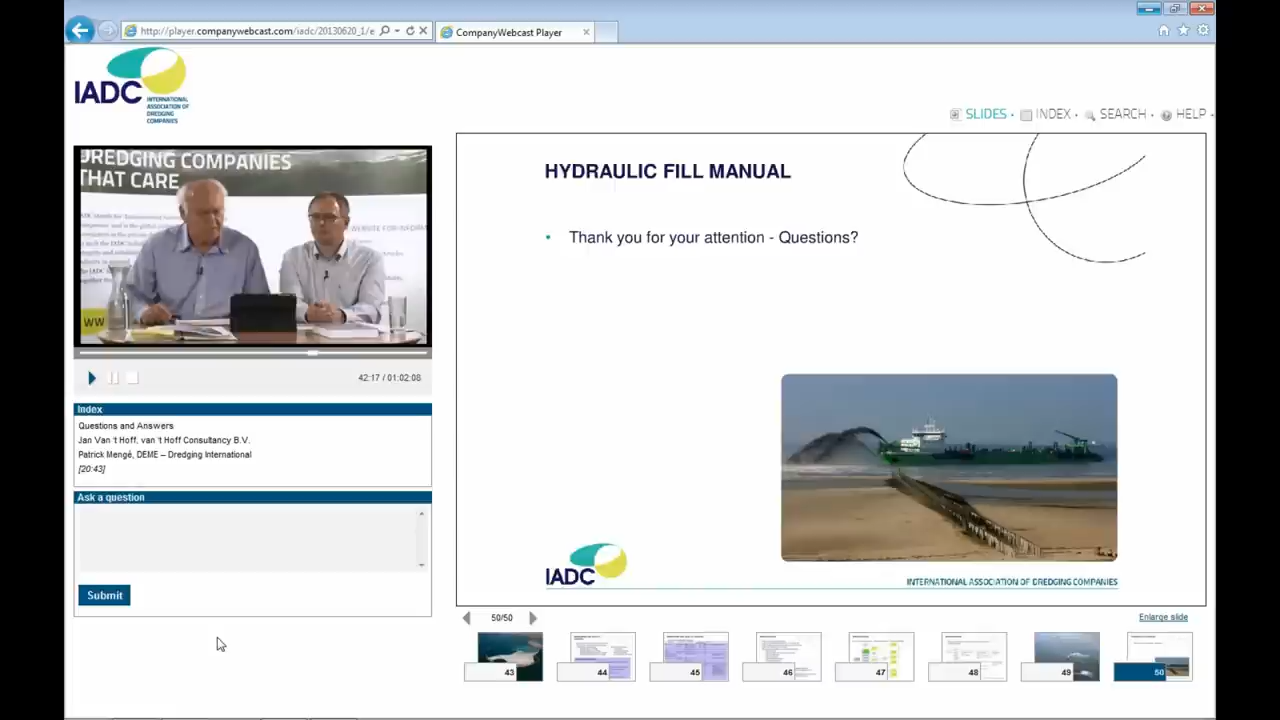 http://player.companywebcast.com/iadc/20130620_1/e
CompanyWebcast Player
IADC
INTERNATIONAL
ASSOCIATION OF
DREDGING
COMPANIES
SLIDES
INDEX
SEARCH
HELP
DREDGING COMPANIES
THAT CARE
WEBSITE FOR
WW
42:17 / 01:02:08
Index
Questions and Answers
Jan Van 't Hoff, van 't Hoff Consultancy B.V.
Patrick Mengé, DEME – Dredging International
[20:43]
Ask a question
Submit
HYDRAULIC FILL MANUAL
• Thank you for your attention - Questions?
IADC
INTERNATIONAL ASSOCIATION OF DREDGING COMPANIES
50/50
Enlarge slide
43
44
45
46
47
48
49
50